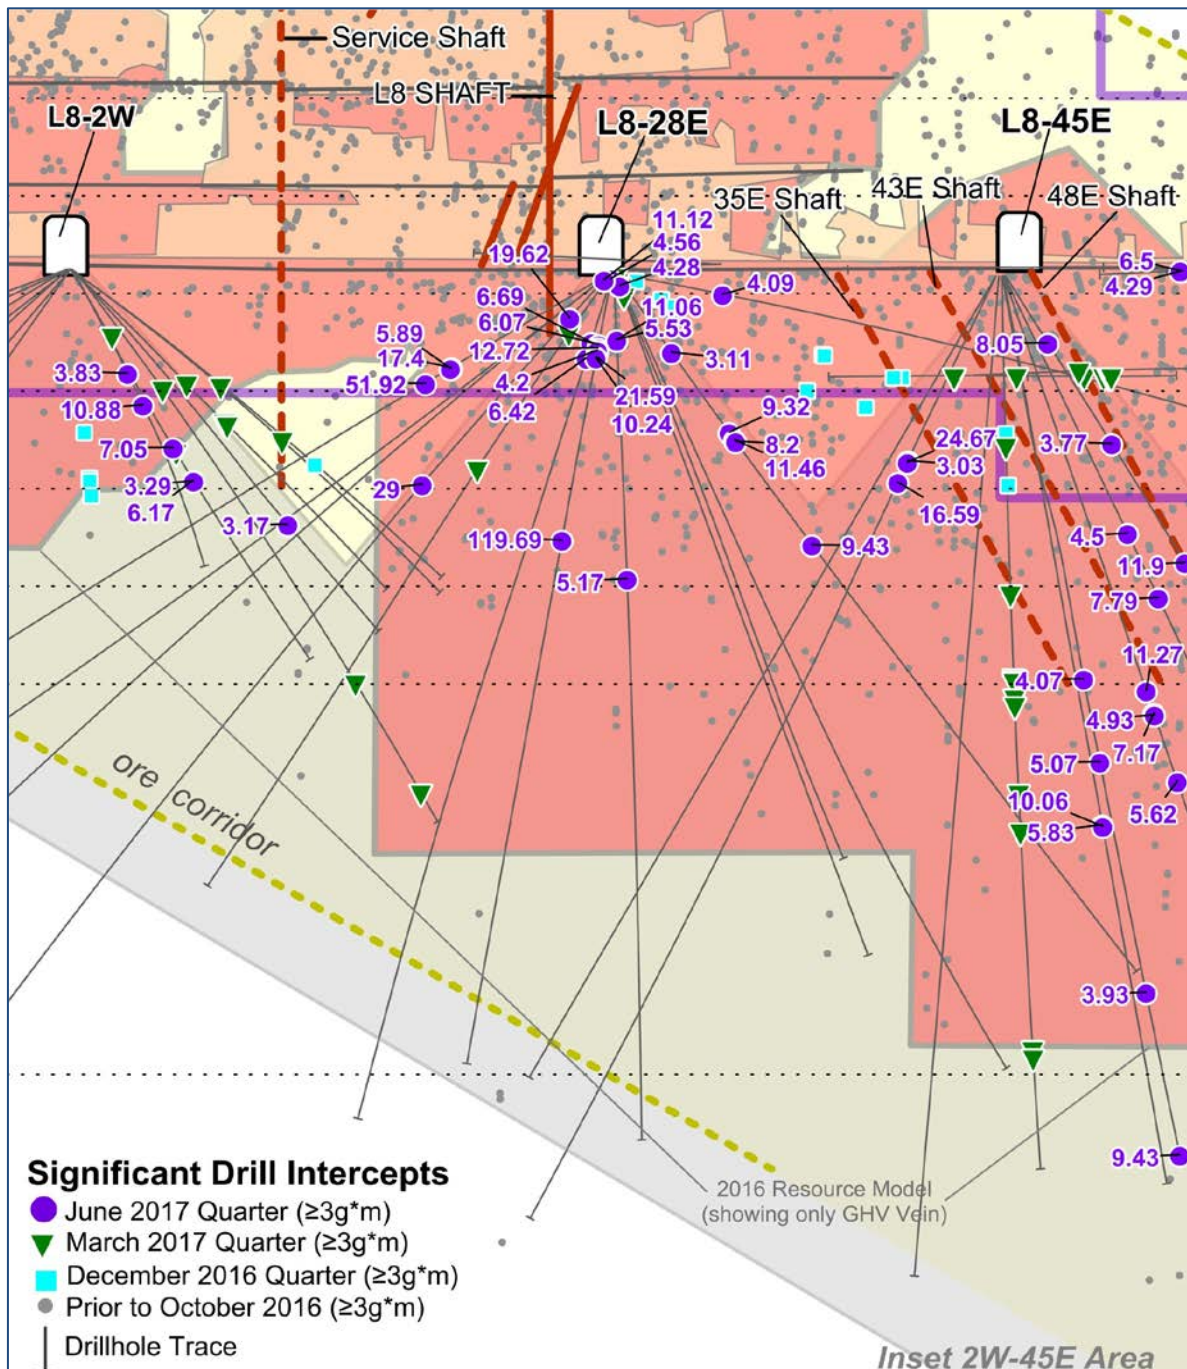 Service Shaft
L8 SHAFT
L8-2W
L8-28E
L8-45E
35E Shaft
43E Shaft
48E Shaft
11.12
4.56
4.28
19.62
4.09
6.5
4.29
6.69
6.07
11.06
5.53
12.72
3.11
8.05
5.89
17.4
51.92
4.2
6.42
21.59
10.24
3.83
10.88
7.05
3.29
6.17
3.17
29
119.69
5.17
9.32
8.2
11.46
24.67
3.03
16.59
3.77
9.43
4.5
11.9
7.79
11.27
4.07
4.93
7.17
5.07
5.62
10.06
5.83
3.93
9.43
ore corridor
2016 Resource Model
(showing only GHV Vein)
Significant Drill Intercepts
June 2017 Quarter (≥3g*m)
March 2017 Quarter (≥3g*m)
December 2016 Quarter (≥3g*m)
Prior to October 2016 (≥3g*m)
Drillhole Trace
Inset 2W-45E Area